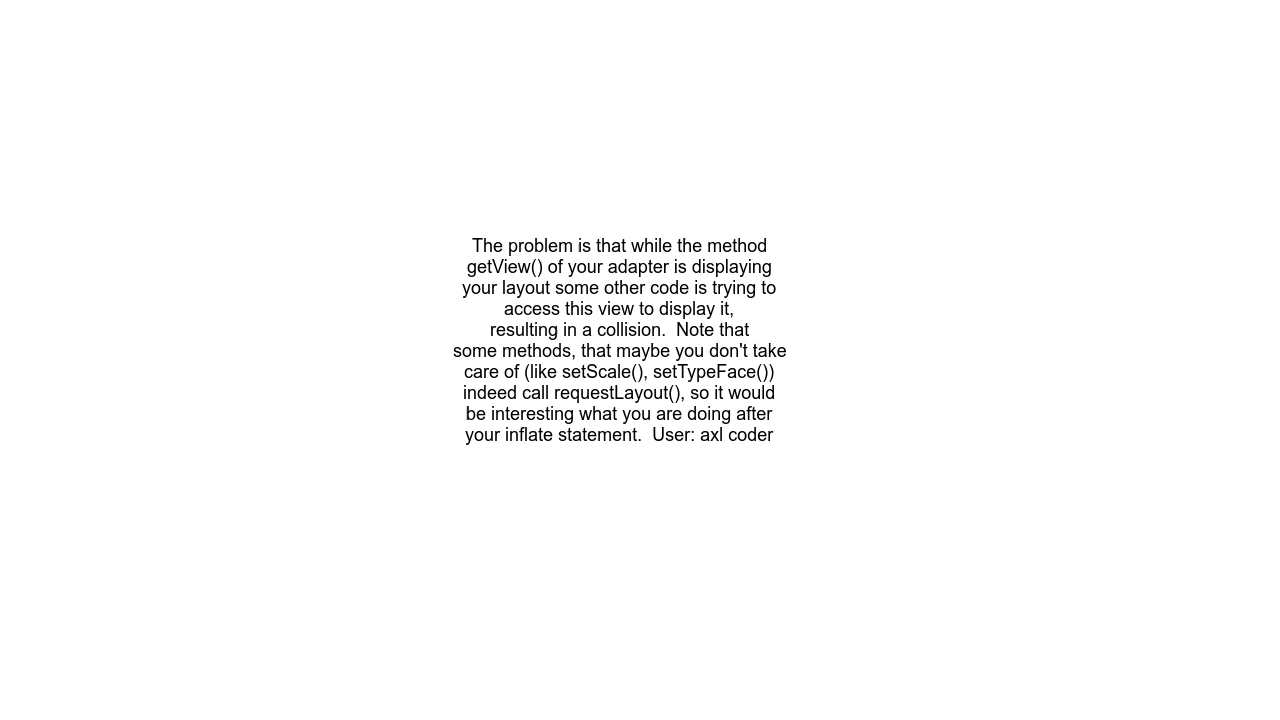 The problem is that while the method
getView() of your adapter is displaying
your layout some other code is trying to
access this view to display it,
resulting in a collision.  Note that
some methods, that maybe you don't take
care of (like setScale(), setTypeFace())
indeed call requestLayout(), so it would
be interesting what you are doing after
your inflate statement.  User: axl coder